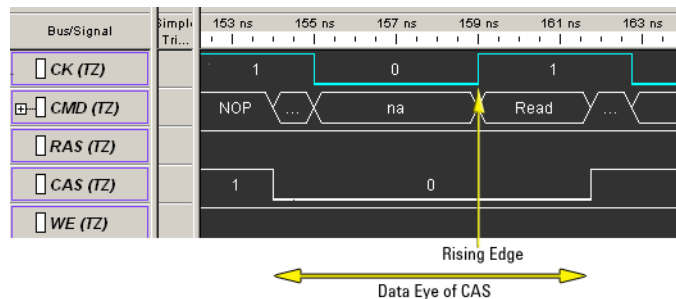 Bus/Signal Simple Tri... 153 ns 155 ns 157 ns 159 ns 161 ns 163 ns
CK (TZ) 1 0 1
CMD (TZ) NOP ... na Read ...
RAS (TZ)
CAS (TZ) 1 0
WE (TZ)
Rising Edge
Data Eye of CAS